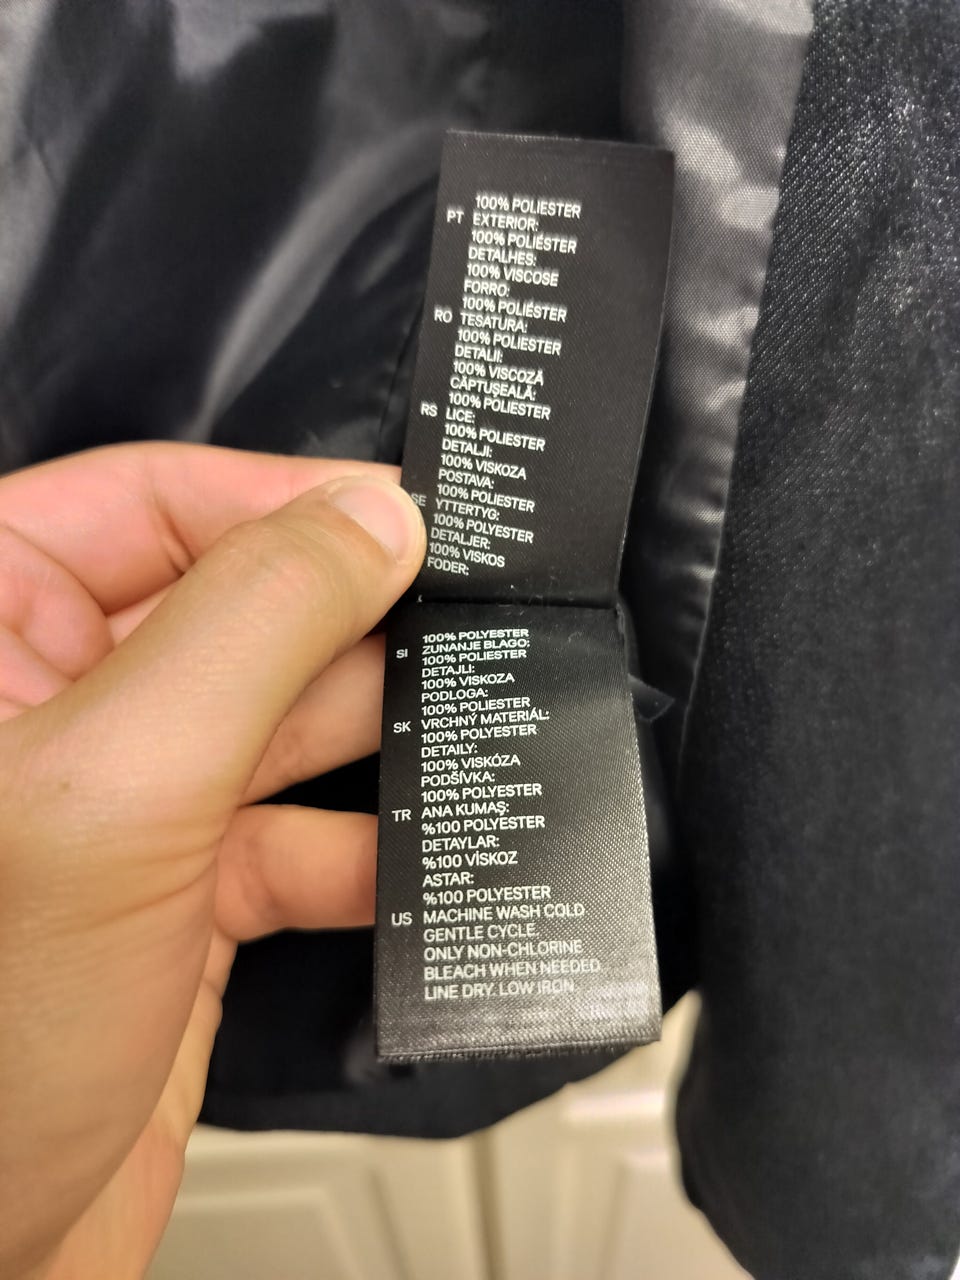 100% POLIESTER
PT EXTERIOR:
100% POLIÉSTER
DETALHES:
100% VISCOSE
FORRO:
100% POLIÉSTER
RO TESATURA:
100% POLIESTER
DETALII:
100% VISCOZĂ
CĂPTUȘEALĂ:
100% POLIESTER
RS LICE:
100% POLIESTER
DETALJI:
100% VISKOZA
POSTAVA:
100% POLIESTER
SE YTTERTYG:
100% POLYESTER
DETALJER:
100% VISKOS
FODER:
100% POLYESTER
SI ZUNANJE BLAGO:
100% POLIESTER
DETAJLI:
100% VISKOZA
PODLOGA:
100% POLIESTER
SK VRCHNÝ MATERIÁL:
100% POLYESTER
DETAILY:
100% VISKÓZA
PODŠÍVKA:
100% POLYESTER
TR ANA KUMAŞ:
%100 POLYESTER
DETAYLAR:
%100 VİSKOZ
ASTAR:
%100 POLYESTER
US MACHINE WASH COLD
GENTLE CYCLE.
ONLY NON-CHLORINE
BLEACH WHEN NEEDED.
LINE DRY. LOW IRON